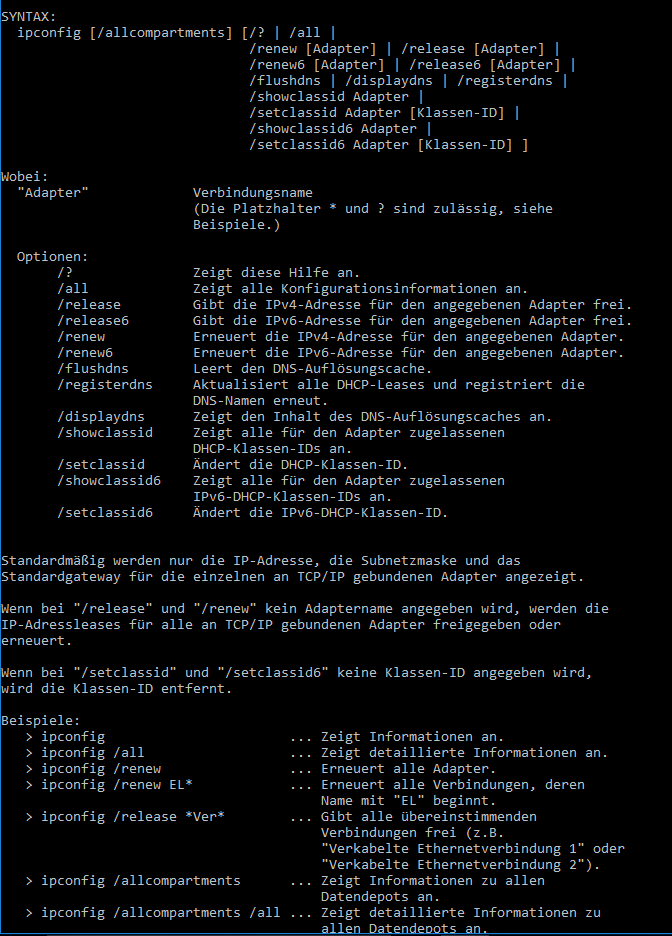 SYNTAX:
ipconfig [/allcompartments] [/? | /all |
/renew [Adapter] | /release [Adapter] |
/renew6 [Adapter] | /release6 [Adapter] |
/flushdns | /displaydns | /registerdns |
/showclassid Adapter |
/setclassid Adapter [Klassen-ID] |
/showclassid6 Adapter |
/setclassid6 Adapter [Klassen-ID] ]
Wobei:
"Adapter" Verbindungsname
(Die Platzhalter * und ? sind zulässig, siehe
Beispiele.)
Optionen:
/? Zeigt diese Hilfe an.
/all Zeigt alle Konfigurationsinformationen an.
/release Gibt die IPv4-Adresse für den angegebenen Adapter frei.
/release6 Gibt die IPv6-Adresse für den angegebenen Adapter frei.
/renew Erneuert die IPv4-Adresse für den angegebenen Adapter.
/renew6 Erneuert die IPv6-Adresse für den angegebenen Adapter.
/flushdns Leert den DNS-Auflösungscache.
/registerdns Aktualisiert alle DHCP-Leases und registriert die
DNS-Namen erneut.
/displaydns Zeigt den Inhalt des DNS-Auflösungscaches an.
/showclassid Zeigt alle für den Adapter zugelassenen
DHCP-Klassen-IDs an.
/setclassid Ändert die DHCP-Klassen-ID.
/showclassid6 Zeigt alle für den Adapter zugelassenen
IPv6-DHCP-Klassen-IDs an.
/setclassid6 Ändert die IPv6-DHCP-Klassen-ID.
Standardmäßig werden nur die IP-Adresse, die Subnetzmaske und das
Standardgateway für die einzelnen an TCP/IP gebundenen Adapter angezeigt.
Wenn bei "/release" und "/renew" kein Adaptername angegeben wird, werden die
IP-Adressleases für alle an TCP/IP gebundenen Adapter freigegeben oder
erneuert.
Wenn bei "/setclassid" und "/setclassid6" keine Klassen-ID angegeben wird,
wird die Klassen-ID entfernt.
Beispiele:
> ipconfig ... Zeigt Informationen an.
> ipconfig /all ... Zeigt detaillierte Informationen an.
> ipconfig /renew ... Erneuert alle Adapter.
> ipconfig /renew EL* ... Erneuert alle Verbindungen, deren
Name mit "EL" beginnt.
> ipconfig /release *Ver* ... Gibt alle übereinstimmenden
Verbindungen frei (z.B.
"Verkabelte Ethernetverbindung 1" oder
"Verkabelte Ethernetverbindung 2").
> ipconfig /allcompartments ... Zeigt Informationen zu allen
Datendepots an.
> ipconfig /allcompartments /all ... Zeigt detaillierte Informationen zu
allen Datendepots an.